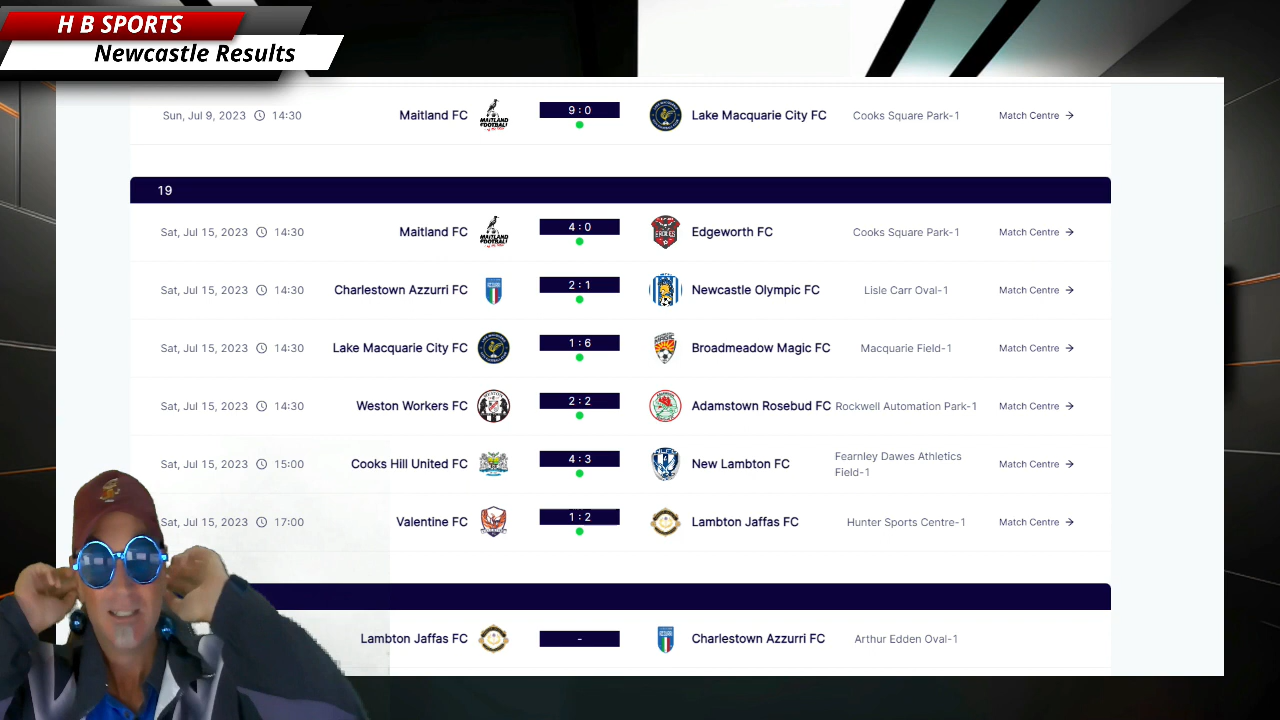 H B SPORTS
Newcastle Results
Sun, Jul 9, 2023 14:30 Maitland FC 9 : 0 Lake Macquarie City FC Cooks Square Park-1 Match Centre →
19
Sat, Jul 15, 2023 14:30 Maitland FC 4 : 0 Edgeworth FC Cooks Square Park-1 Match Centre →
Sat, Jul 15, 2023 14:30 Charlestown Azzurri FC 2 : 1 Newcastle Olympic FC Lisle Carr Oval-1 Match Centre →
Sat, Jul 15, 2023 14:30 Lake Macquarie City FC 1 : 6 Broadmeadow Magic FC Macquarie Field-1 Match Centre →
Sat, Jul 15, 2023 14:30 Weston Workers FC 2 : 2 Adamstown Rosebud FC Rockwell Automation Park-1 Match Centre →
Sat, Jul 15, 2023 15:00 Cooks Hill United FC 4 : 3 New Lambton FC Fearnley Dawes Athletics
Field-1 Match Centre →
Sat, Jul 15, 2023 17:00 Valentine FC 1 : 2 Lambton Jaffas FC Hunter Sports Centre-1 Match Centre →
Lambton Jaffas FC - Charlestown Azzurri FC Arthur Edden Oval-1